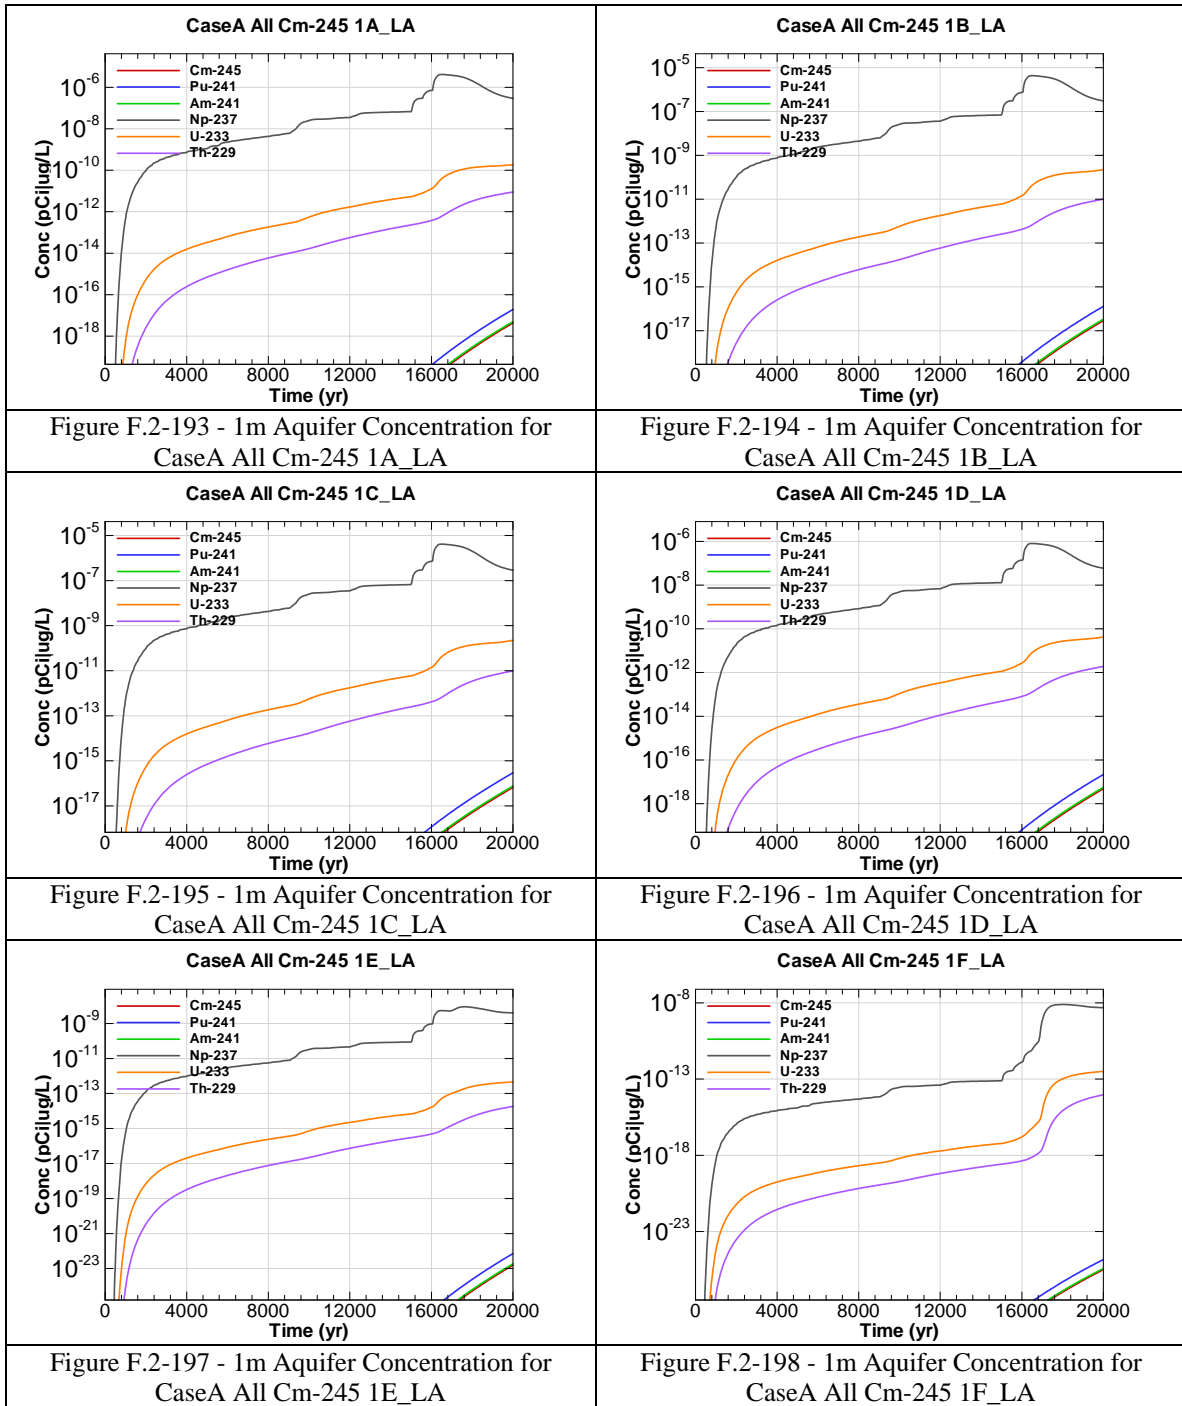 CaseA All Cm-245 1A_LA
Conc (pCi|ug/L)
10-6
10-8
10-10
10-12
10-14
10-16
10-18
Cm-245
Pu-241
Am-241
Np-237
U-233
Th-229
0 4000 8000 12000 16000 20000
Time (yr)
Figure F.2-193 - 1m Aquifer Concentration for
CaseA All Cm-245 1A_LA
CaseA All Cm-245 1B_LA
Conc (pCi|ug/L)
10-5
10-7
10-9
10-11
10-13
10-15
10-17
Cm-245
Pu-241
Am-241
Np-237
U-233
Th-229
0 4000 8000 12000 16000 20000
Time (yr)
Figure F.2-194 - 1m Aquifer Concentration for
CaseA All Cm-245 1B_LA
CaseA All Cm-245 1C_LA
Conc (pCi|ug/L)
10-5
10-7
10-9
10-11
10-13
10-15
10-17
Cm-245
Pu-241
Am-241
Np-237
U-233
Th-229
0 4000 8000 12000 16000 20000
Time (yr)
Figure F.2-195 - 1m Aquifer Concentration for
CaseA All Cm-245 1C_LA
CaseA All Cm-245 1D_LA
Conc (pCi|ug/L)
10-6
10-8
10-10
10-12
10-14
10-16
10-18
Cm-245
Pu-241
Am-241
Np-237
U-233
Th-229
0 4000 8000 12000 16000 20000
Time (yr)
Figure F.2-196 - 1m Aquifer Concentration for
CaseA All Cm-245 1D_LA
CaseA All Cm-245 1E_LA
Conc (pCi|ug/L)
10-9
10-11
10-13
10-15
10-17
10-19
10-21
10-23
Cm-245
Pu-241
Am-241
Np-237
U-233
Th-229
0 4000 8000 12000 16000 20000
Time (yr)
Figure F.2-197 - 1m Aquifer Concentration for
CaseA All Cm-245 1E_LA
CaseA All Cm-245 1F_LA
Conc (pCi|ug/L)
10-8
10-13
10-18
10-23
Cm-245
Pu-241
Am-241
Np-237
U-233
Th-229
0 4000 8000 12000 16000 20000
Time (yr)
Figure F.2-198 - 1m Aquifer Concentration for
CaseA All Cm-245 1F_LA